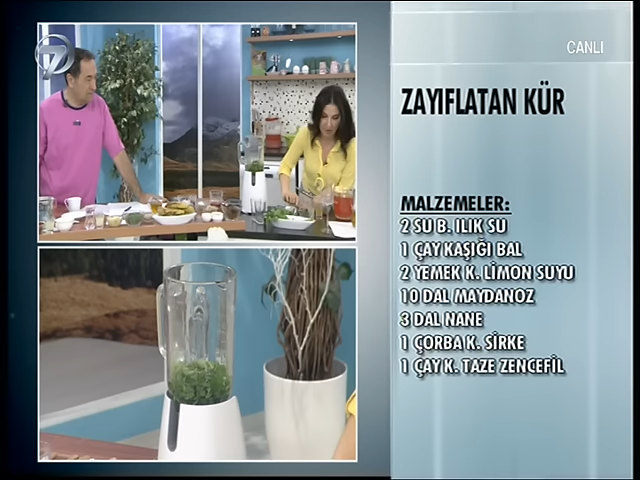 7
CANLI
ZAYIFLATAN KÜR
MALZEMELER:
2 SU B. ILIK SU
1 ÇAY KAŞIĞI BAL
2 YEMEK K. LİMON SUYU
10 DAL MAYDANOZ
3 DAL NANE
1 ÇORBA K. SİRKE
1 ÇAY K. TAZE ZENCEFİL